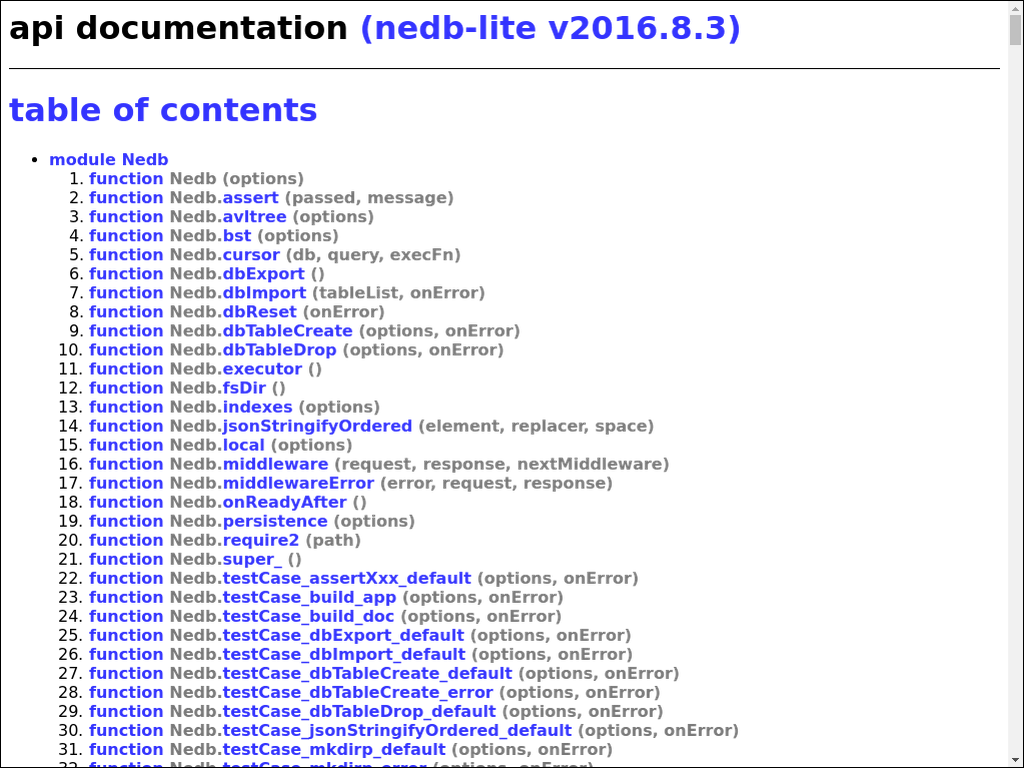 api documentation (nedb-lite v2016.8.3)
table of contents
• module Nedb
1. function Nedb (options)
2. function Nedb.assert (passed, message)
3. function Nedb.avltree (options)
4. function Nedb.bst (options)
5. function Nedb.cursor (db, query, execFn)
6. function Nedb.dbExport ()
7. function Nedb.dbImport (tableList, onError)
8. function Nedb.dbReset (onError)
9. function Nedb.dbTableCreate (options, onError)
10. function Nedb.dbTableDrop (options, onError)
11. function Nedb.executor ()
12. function Nedb.fsDir ()
13. function Nedb.indexes (options)
14. function Nedb.jsonStringifyOrdered (element, replacer, space)
15. function Nedb.local (options)
16. function Nedb.middleware (request, response, nextMiddleware)
17. function Nedb.middlewareError (error, request, response)
18. function Nedb.onReadyAfter ()
19. function Nedb.persistence (options)
20. function Nedb.require2 (path)
21. function Nedb.super_ ()
22. function Nedb.testCase_assertXxx_default (options, onError)
23. function Nedb.testCase_build_app (options, onError)
24. function Nedb.testCase_build_doc (options, onError)
25. function Nedb.testCase_dbExport_default (options, onError)
26. function Nedb.testCase_dbImport_default (options, onError)
27. function Nedb.testCase_dbTableCreate_default (options, onError)
28. function Nedb.testCase_dbTableCreate_error (options, onError)
29. function Nedb.testCase_dbTableDrop_default (options, onError)
30. function Nedb.testCase_jsonStringifyOrdered_default (options, onError)
31. function Nedb.testCase_mkdirp_default (options, onError)
32. function Nedb.testCase_mkdirp_error (options, onError)